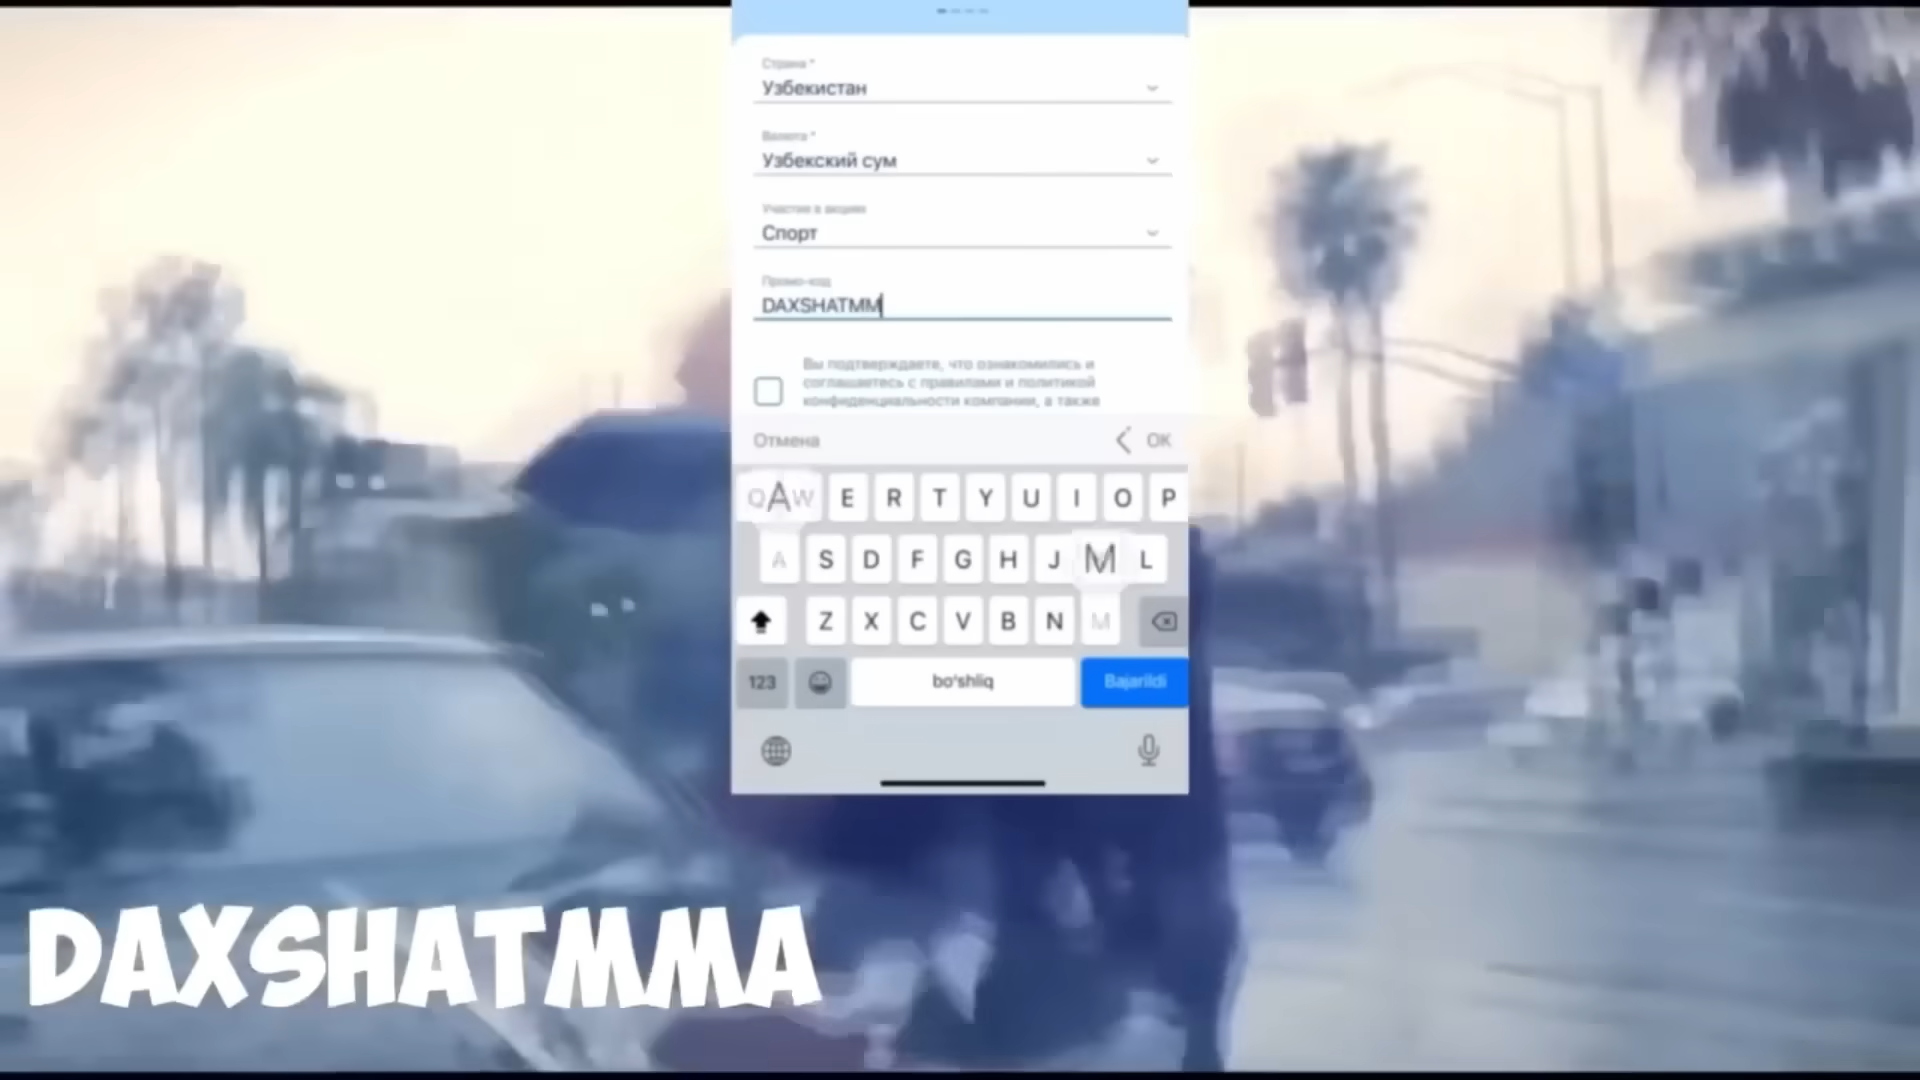 Страна *
Узбекистан
Валюта *
Узбекский сум
Участие в акциях
Спорт
Промо-код
DAXSHATMM
Вы подтверждаете, что ознакомились и
соглашаетесь с правилами и политикой
конфиденциальности компании, а также
Отмена OK
Q A W E R T Y U I O P
A S D F G H J M L
Z X C V B N M
123 bo'shliq Bajarildi
DAXSHATMMA